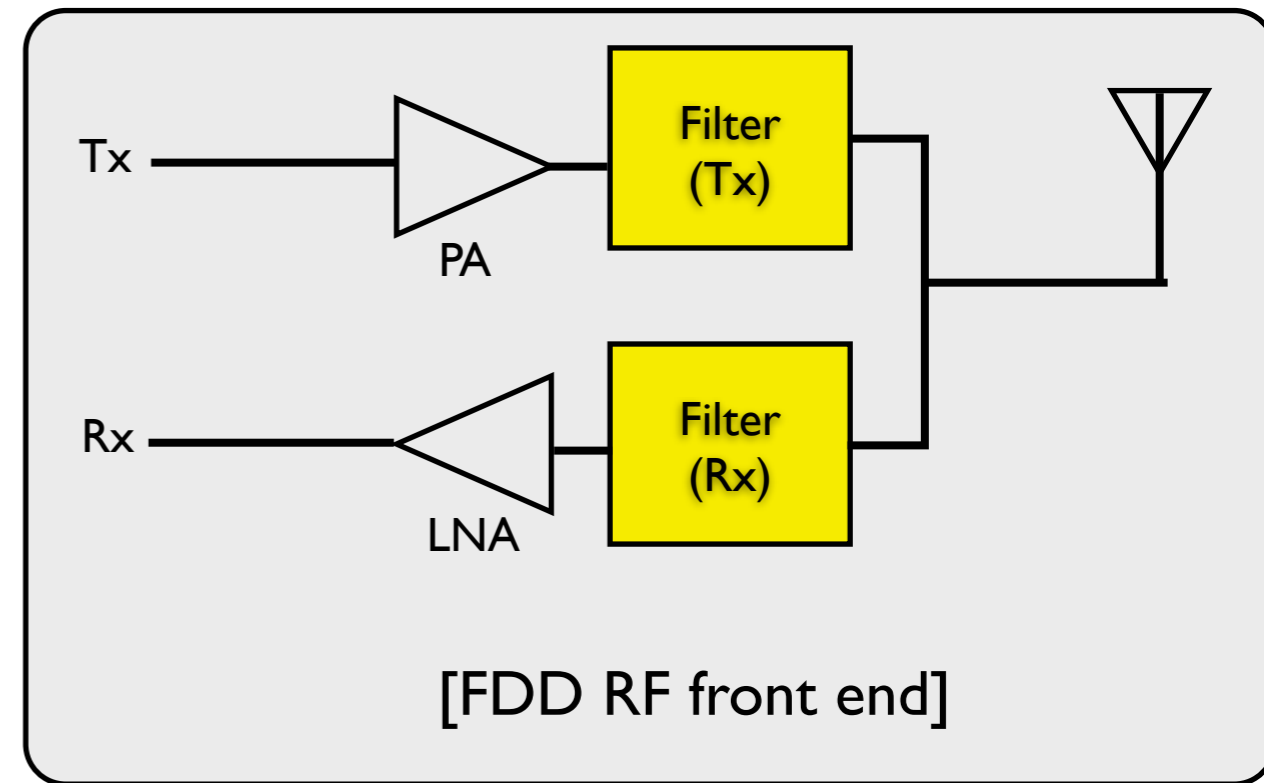 Tx
PA
Filter
(Tx)
Rx
LNA
Filter
(Rx)
[FDD RF front end]